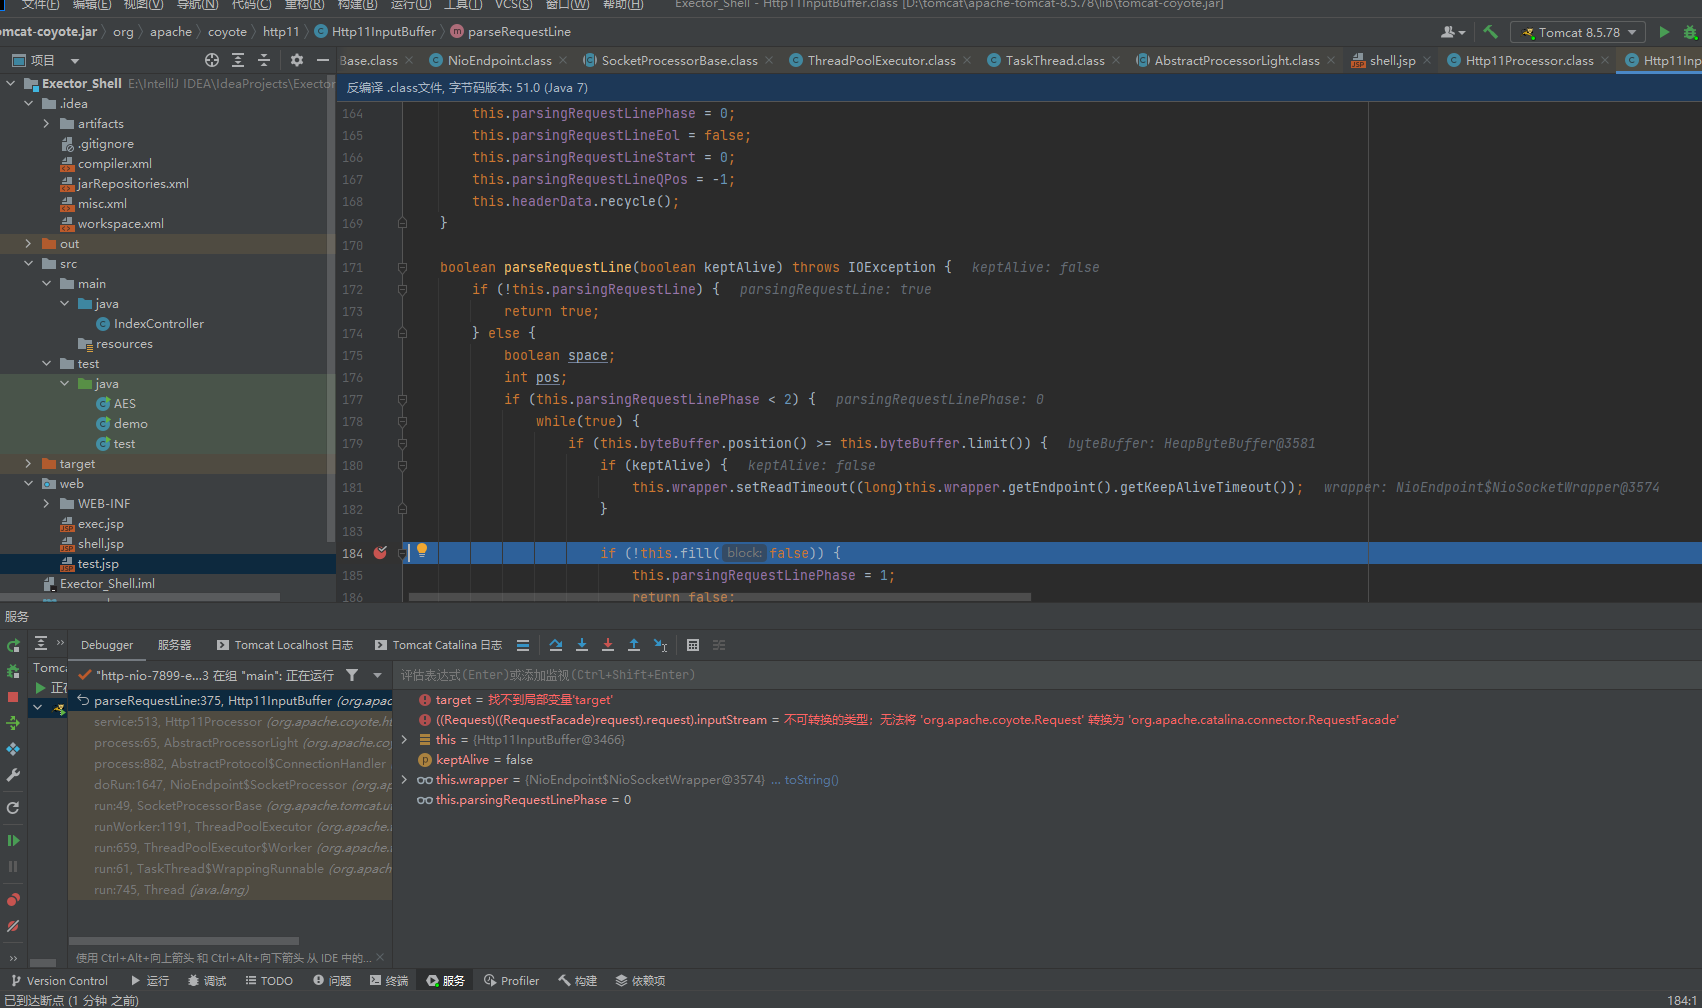 文件(F) 编辑(E) 视图(V) 导航(N) 代码(C) 重构(R) 构建(B) 运行(U) 工具(T) VCS(S) 窗口(W) 帮助(H) Exector_Shell - Http11InputBuffer.class [D:\tomcat\apache-tomcat-8.5.78\lib\tomcat-coyote.jar]
omcat-coyote.jar org apache coyote http11 Http11InputBuffer parseRequestLine Tomcat 8.5.78
项目 Base.class NioEndpoint.class SocketProcessorBase.class ThreadPoolExecutor.class TaskThread.class AbstractProcessorLight.class shell.jsp Http11Processor.class Http11Inp
Exector_Shell E:\IntelliJ IDEA\IdeaProjects\Exector
.idea
artifacts
.gitignore
compiler.xml
jarRepositories.xml
misc.xml
workspace.xml
out
src
main
java
IndexController
resources
test
java
AES
demo
test
target
web
WEB-INF
exec.jsp
shell.jsp
test.jsp
Exector_Shell.iml
反编译 .class文件, 字节码版本: 51.0 (Java 7)
164 this.parsingRequestLinePhase = 0;
165 this.parsingRequestLineEol = false;
166 this.parsingRequestLineStart = 0;
167 this.parsingRequestLineQPos = -1;
168 this.headerData.recycle();
169 }
170
171 boolean parseRequestLine(boolean keptAlive) throws IOException { keptAlive: false
172 if (!this.parsingRequestLine) { parsingRequestLine: true
173 return true;
174 } else {
175 boolean space;
176 int pos;
177 if (this.parsingRequestLinePhase < 2) { parsingRequestLinePhase: 0
178 while(true) {
179 if (this.byteBuffer.position() >= this.byteBuffer.limit()) { byteBuffer: HeapByteBuffer@3581
180 if (keptAlive) { keptAlive: false
181 this.wrapper.setReadTimeout((long)this.wrapper.getEndpoint().getKeepAliveTimeout()); wrapper: NioEndpoint$NioSocketWrapper@3574
182 }
183
184 if (!this.fill( block: false)) {
185 this.parsingRequestLinePhase = 1;
186 return false;
服务
Debugger 服务器 Tomcat Localhost 日志 Tomcat Catalina 日志
Tomc
正在
"http-nio-7899-e...3 在组 "main": 正在运行
parseRequestLine:375, Http11InputBuffer (org.apac
service:513, Http11Processor (org.apache.coyote.ht
process:65, AbstractProcessorLight (org.apache.co
process:882, AbstractProtocol$ConnectionHandler
doRun:1647, NioEndpoint$SocketProcessor (org.ap
run:49, SocketProcessorBase (org.apache.tomcat.u
runWorker:1191, ThreadPoolExecutor (org.apache.
run:659, ThreadPoolExecutor$Worker (org.apache.
run:61, TaskThread$WrappingRunnable (org.apach
run:745, Thread (java.lang)
使用 Ctrl+Alt+向上箭头 和 Ctrl+Alt+向下箭头 从 IDE 中的...
评估表达式(Enter)或添加监视(Ctrl+Shift+Enter)
target = 找不到局部变量'target'
((Request)((RequestFacade)request).request).inputStream = 不可转换的类型; 无法将 'org.apache.coyote.Request' 转换为 'org.apache.catalina.connector.RequestFacade'
this = {Http11InputBuffer@3466}
keptAlive = false
this.wrapper = {NioEndpoint$NioSocketWrapper@3574} ... toString()
this.parsingRequestLinePhase = 0
Version Control 运行 调试 TODO 问题 终端 服务 Profiler 构建 依赖项
已到达断点 (1 分钟 之前) 184:1